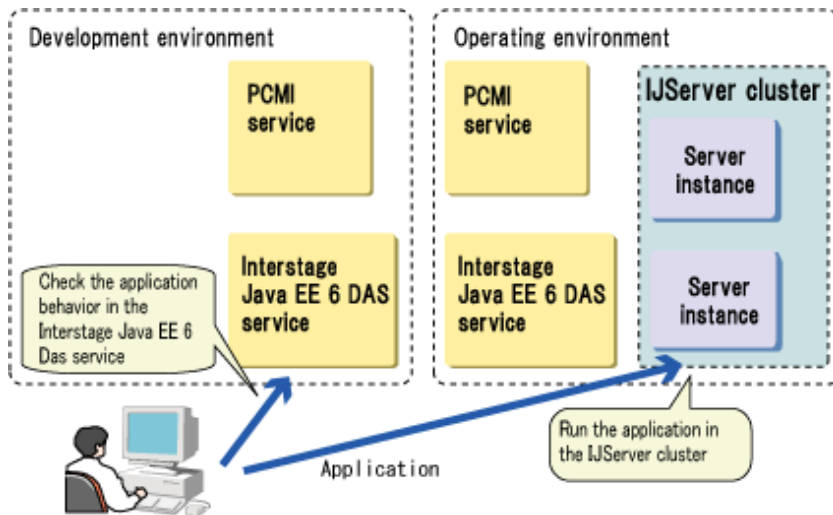 Development environment
PCMI
service
Interstage
Java EE 6 DAS
service
Check the application
behavior in the
Interstage Java EE 6
Das service
Operating environment
PCMI
service
Interstage
Java EE 6 DAS
service
IJServer cluster
Server
instance
Server
instance
Run the application in
the IJServer cluster
Application